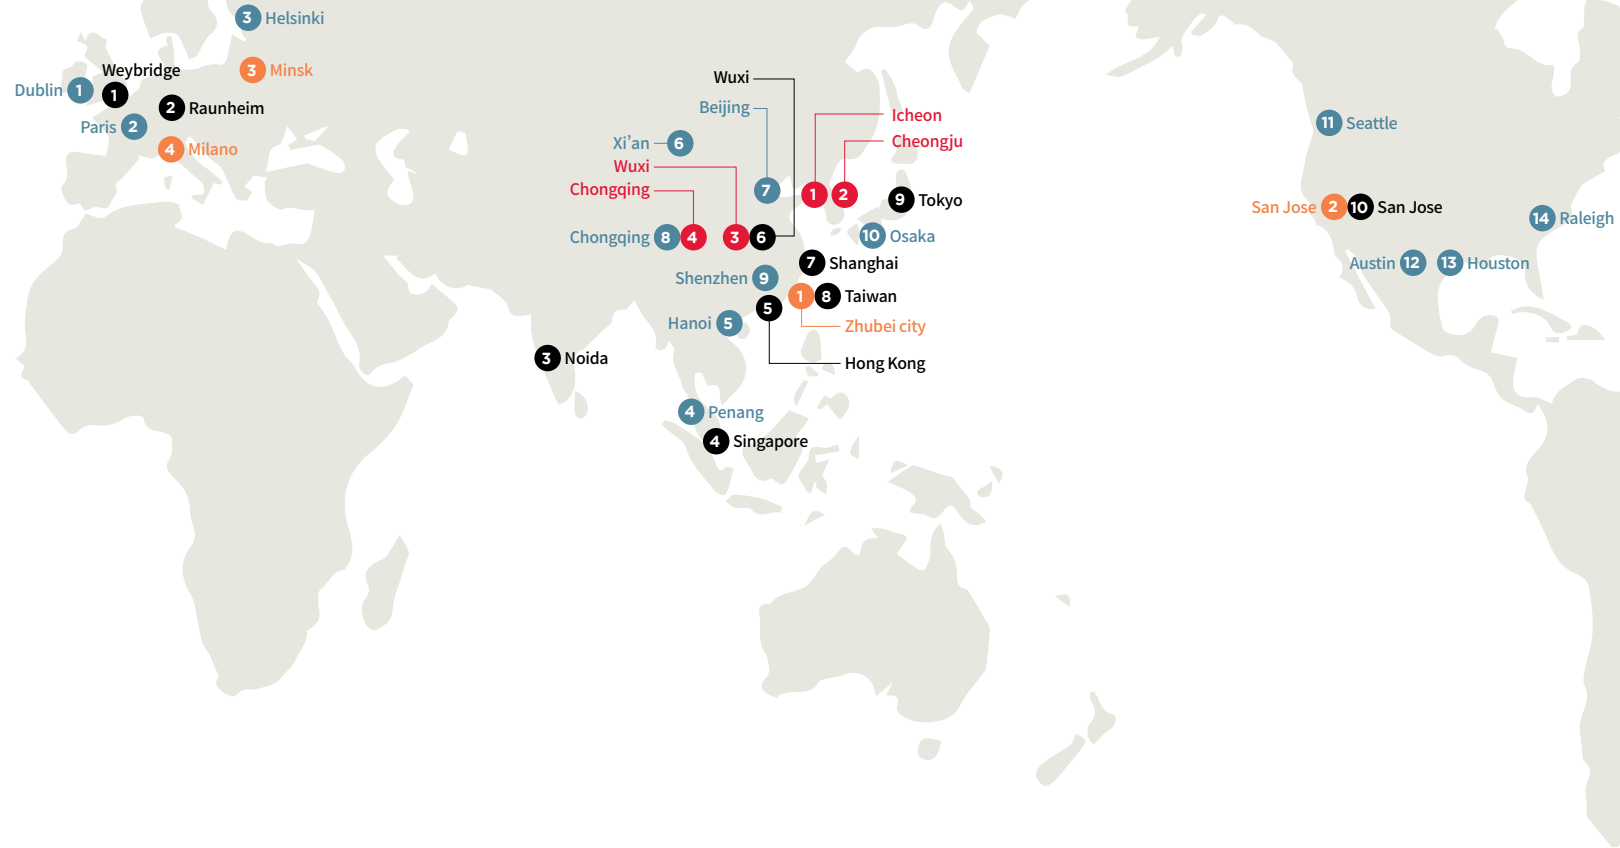 3 Helsinki
Weybridge
3 Minsk
Dublin 1
1
2 Raunheim
Paris 2
4 Milano
Wuxi
Beijing
Icheon
Xi’an 6
Cheongju
Wuxi
Chongqing
7
1
2
9 Tokyo
Chongqing 8
4
3
6
10 Osaka
7 Shanghai
Shenzhen 9
1
8 Taiwan
5
Hanoi 5
Zhubei city
3 Noida
Hong Kong
4 Penang
4 Singapore
11 Seattle
San Jose 2
10 San Jose
14 Raleigh
Austin 12
13 Houston